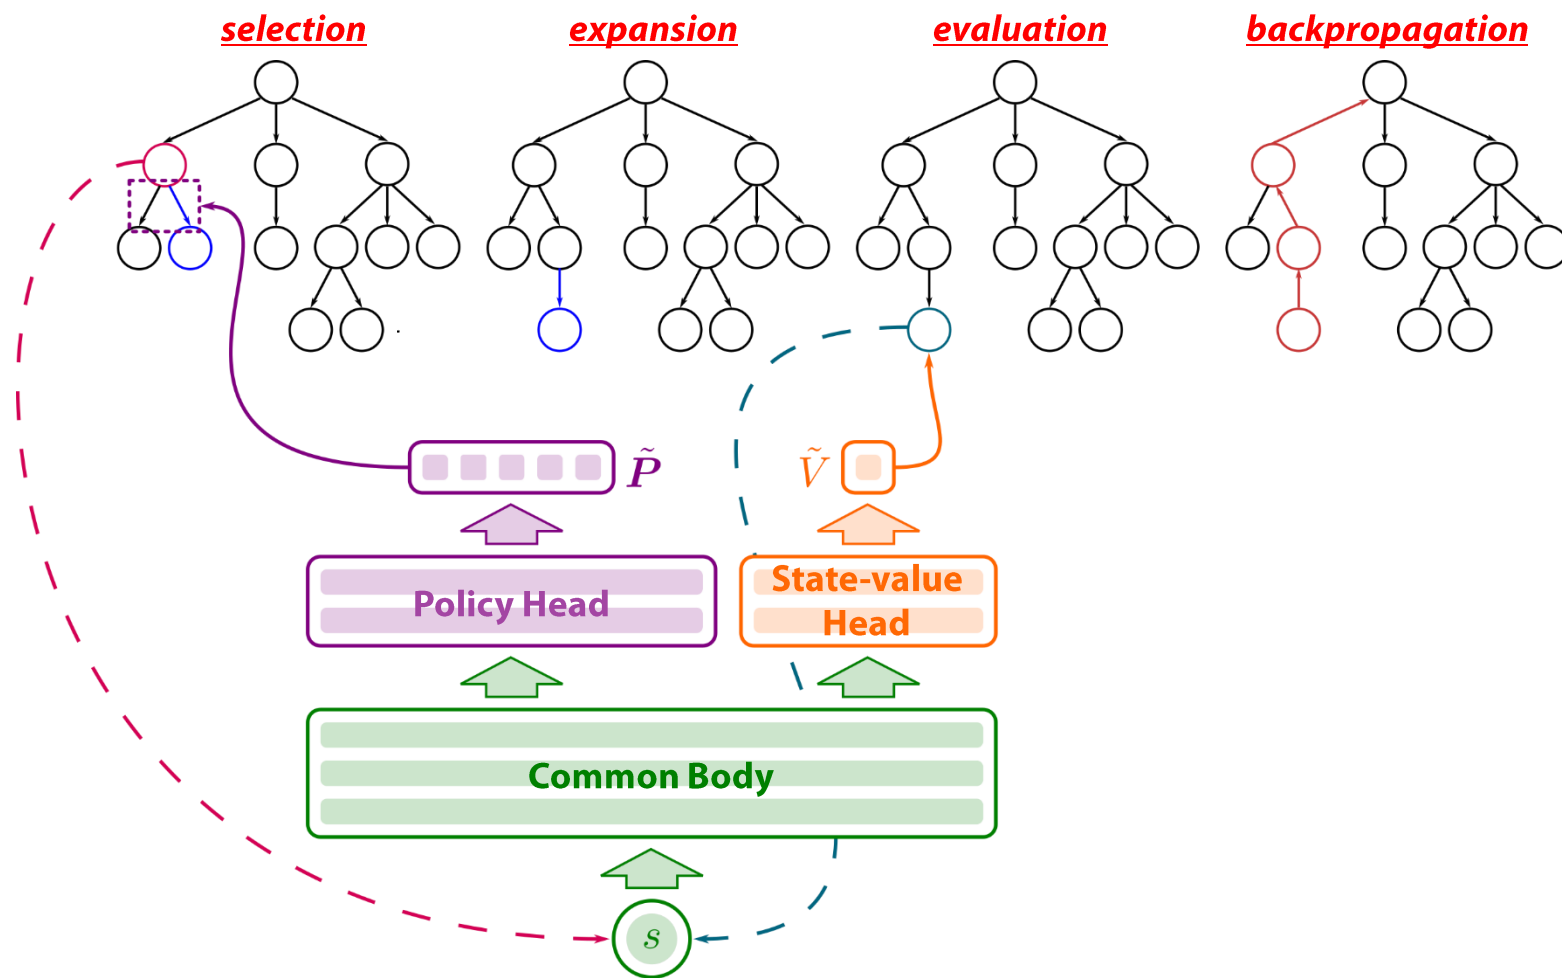 selection expansion evaluation backpropagation
P̃
Ṽ
Policy Head
State-value
Head
Common Body
s